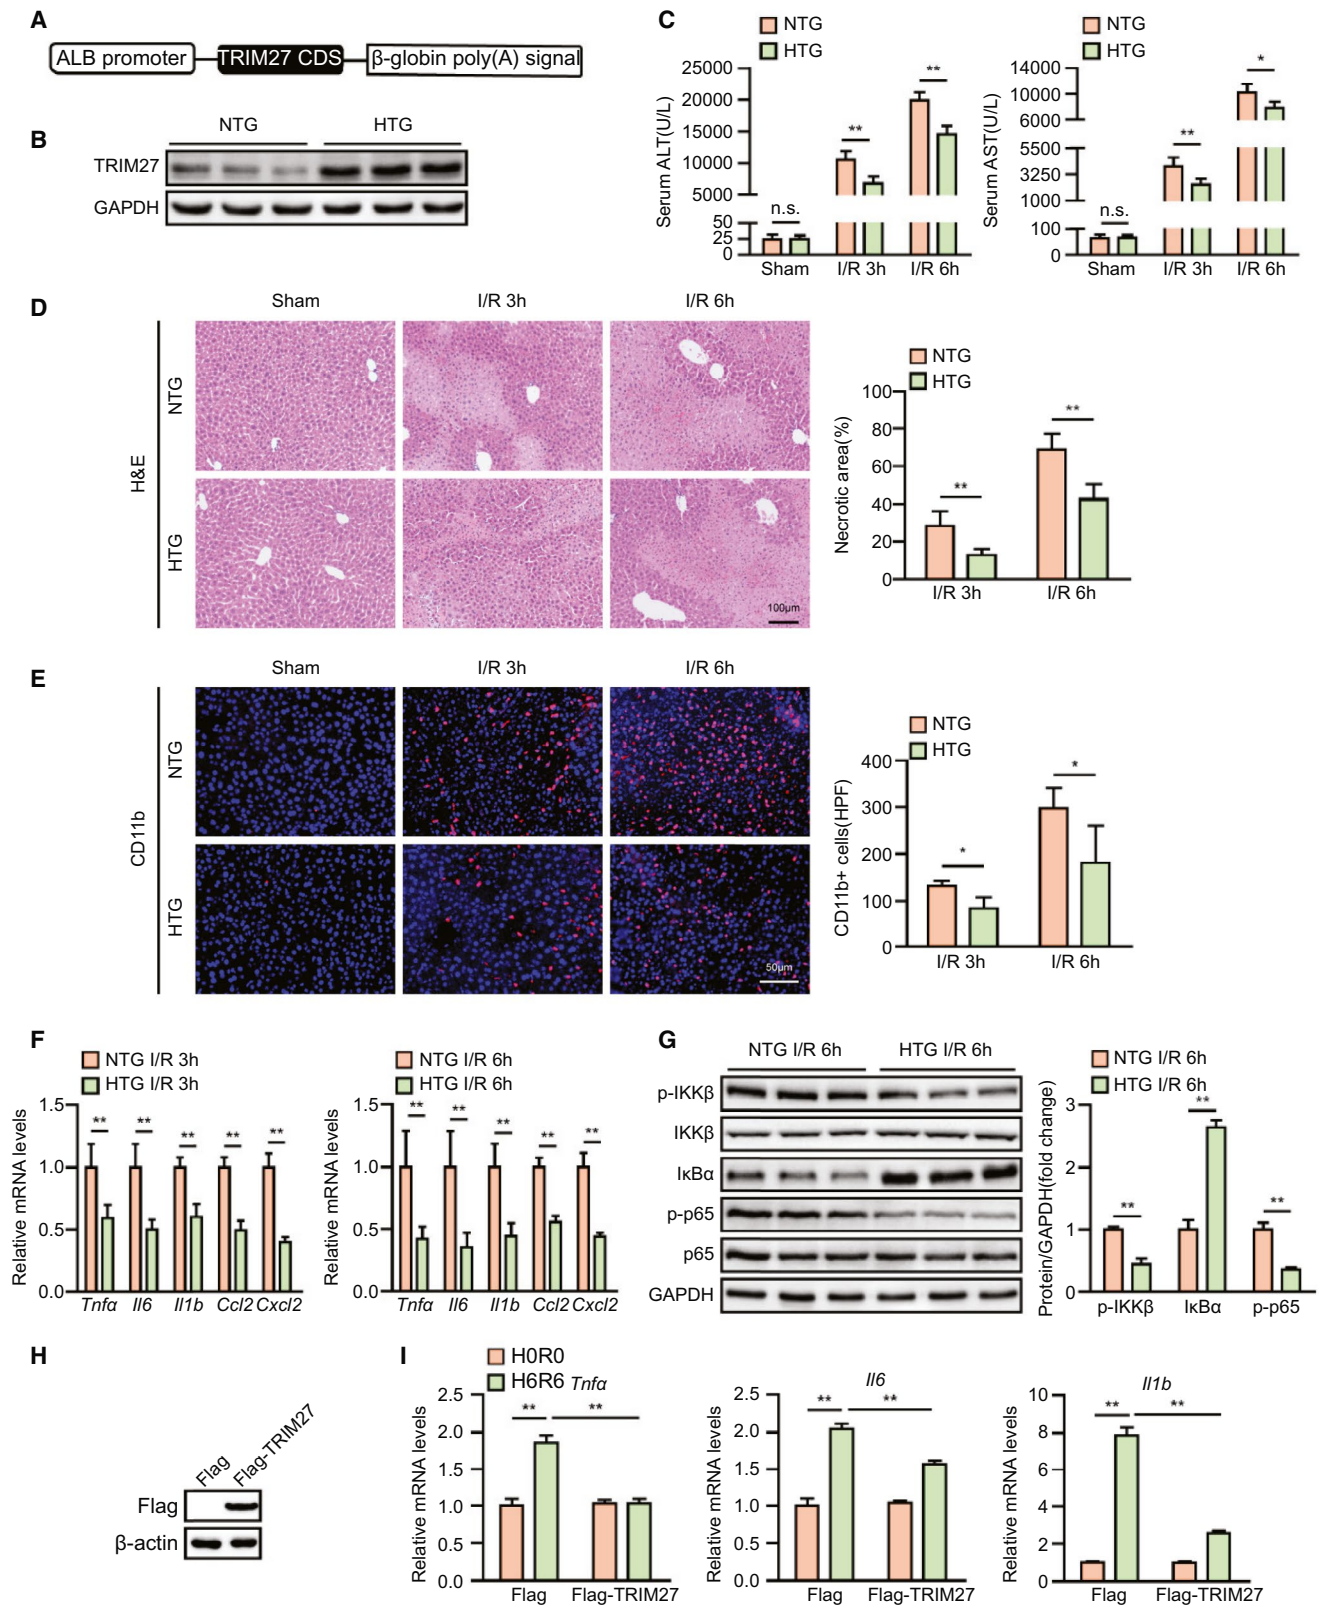 A
ALB promoter TRIM27 CDS β-globin poly(A) signal
B
NTG HTG
TRIM27
GAPDH
C
NTG
HTG
Serum ALT(U/L)
25000
20000
15000
10000
5000
50
25
0
n.s.
**
**
Sham I/R 3h I/R 6h
NTG
HTG
Serum AST(U/L)
14000
10000
6000
5500
3250
1000
100
0
n.s.
**
*
Sham I/R 3h I/R 6h
D
Sham I/R 3h I/R 6h
H&E
NTG
HTG
100μm
NTG
HTG
Necrotic area(%)
100
80
60
40
20
0
**
**
I/R 3h I/R 6h
E
Sham I/R 3h I/R 6h
CD11b
NTG
HTG
50μm
NTG
HTG
CD11b+ cells(HPF)
400
300
200
100
0
*
*
I/R 3h I/R 6h
F
NTG I/R 3h
HTG I/R 3h
Relative mRNA levels
1.5
1.0
0.5
0.0
** ** ** ** **
Tnfα Il6 Il1b Ccl2 Cxcl2
NTG I/R 6h
HTG I/R 6h
Relative mRNA levels
1.5
1.0
0.5
0.0
** ** ** ** **
Tnfα Il6 Il1b Ccl2 Cxcl2
G
NTG I/R 6h HTG I/R 6h
p-IKKβ
IKKβ
IκBα
p-p65
p65
GAPDH
NTG I/R 6h
HTG I/R 6h
Protein/GAPDH(fold change)
3
2
1
0
** ** **
p-IKKβ IκBα p-p65
H
Flag Flag-TRIM27
Flag
β-actin
I
H0R0
H6R6
Tnfα
Relative mRNA levels
2.5
2.0
1.5
1.0
0.5
0.0
** **
Flag Flag-TRIM27
Il6
Relative mRNA levels
2.5
2.0
1.5
1.0
0.5
0.0
** **
Flag Flag-TRIM27
Il1b
Relative mRNA levels
10
8
6
4
2
0
** **
Flag Flag-TRIM27